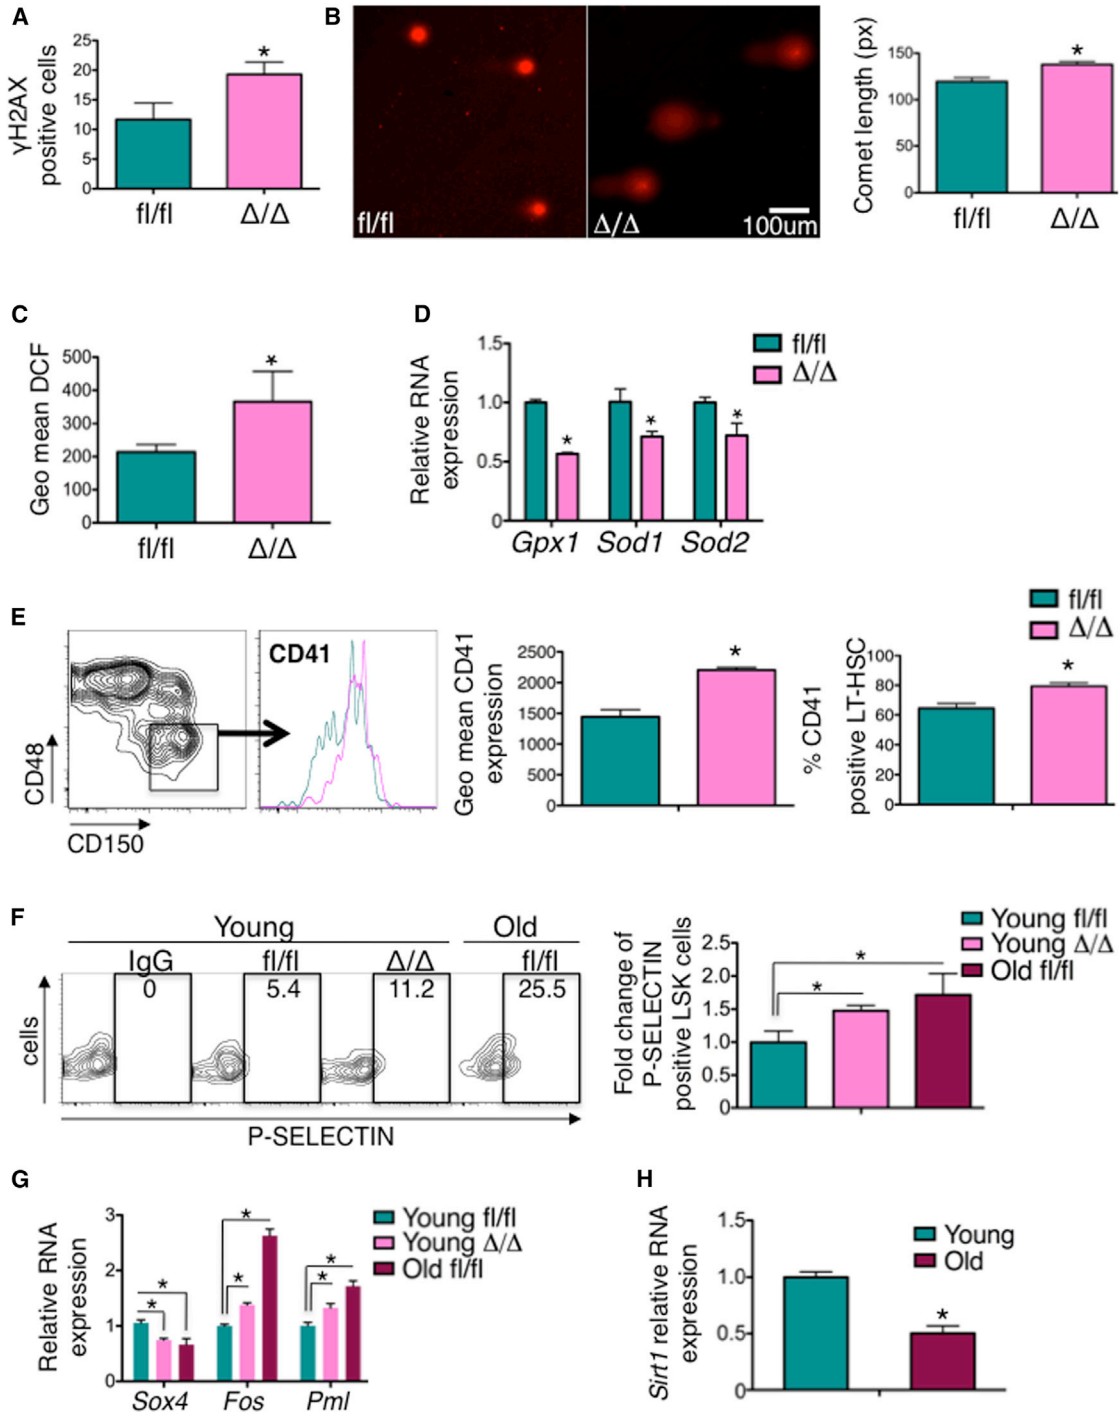 A
γH2AX
positive cells
25
20
15
10
5
0
*
fl/fl
Δ/Δ
B
fl/fl
Δ/Δ
100um
Comet length (px)
150
100
50
0
*
fl/fl
Δ/Δ
C
Geo mean DCF
500
400
300
200
100
0
*
fl/fl
Δ/Δ
D
Relative RNA
expression
1.5
1.0
0.5
0
*
*
*
Gpx1
Sod1
Sod2
fl/fl
Δ/Δ
E
CD48
CD150
CD41
Geo mean CD41
expression
2500
2000
1500
1000
500
0
*
% CD41
positive LT-HSC
100
80
60
40
20
0
*
fl/fl
Δ/Δ
F
Young
Old
IgG
fl/fl
Δ/Δ
fl/fl
0
5.4
11.2
25.5
cells
P-SELECTIN
Fold change of
P-SELECTIN
positive LSK cells
2.5
2.0
1.5
1.0
0.5
0
*
*
Young fl/fl
Young Δ/Δ
Old fl/fl
G
Relative RNA
expression
3
2
1
0
*
*
*
*
*
*
Sox4
Fos
Pml
Young fl/fl
Young Δ/Δ
Old fl/fl
H
Sirt1 relative RNA
expression
1.5
1.0
0.5
0
*
Young
Old